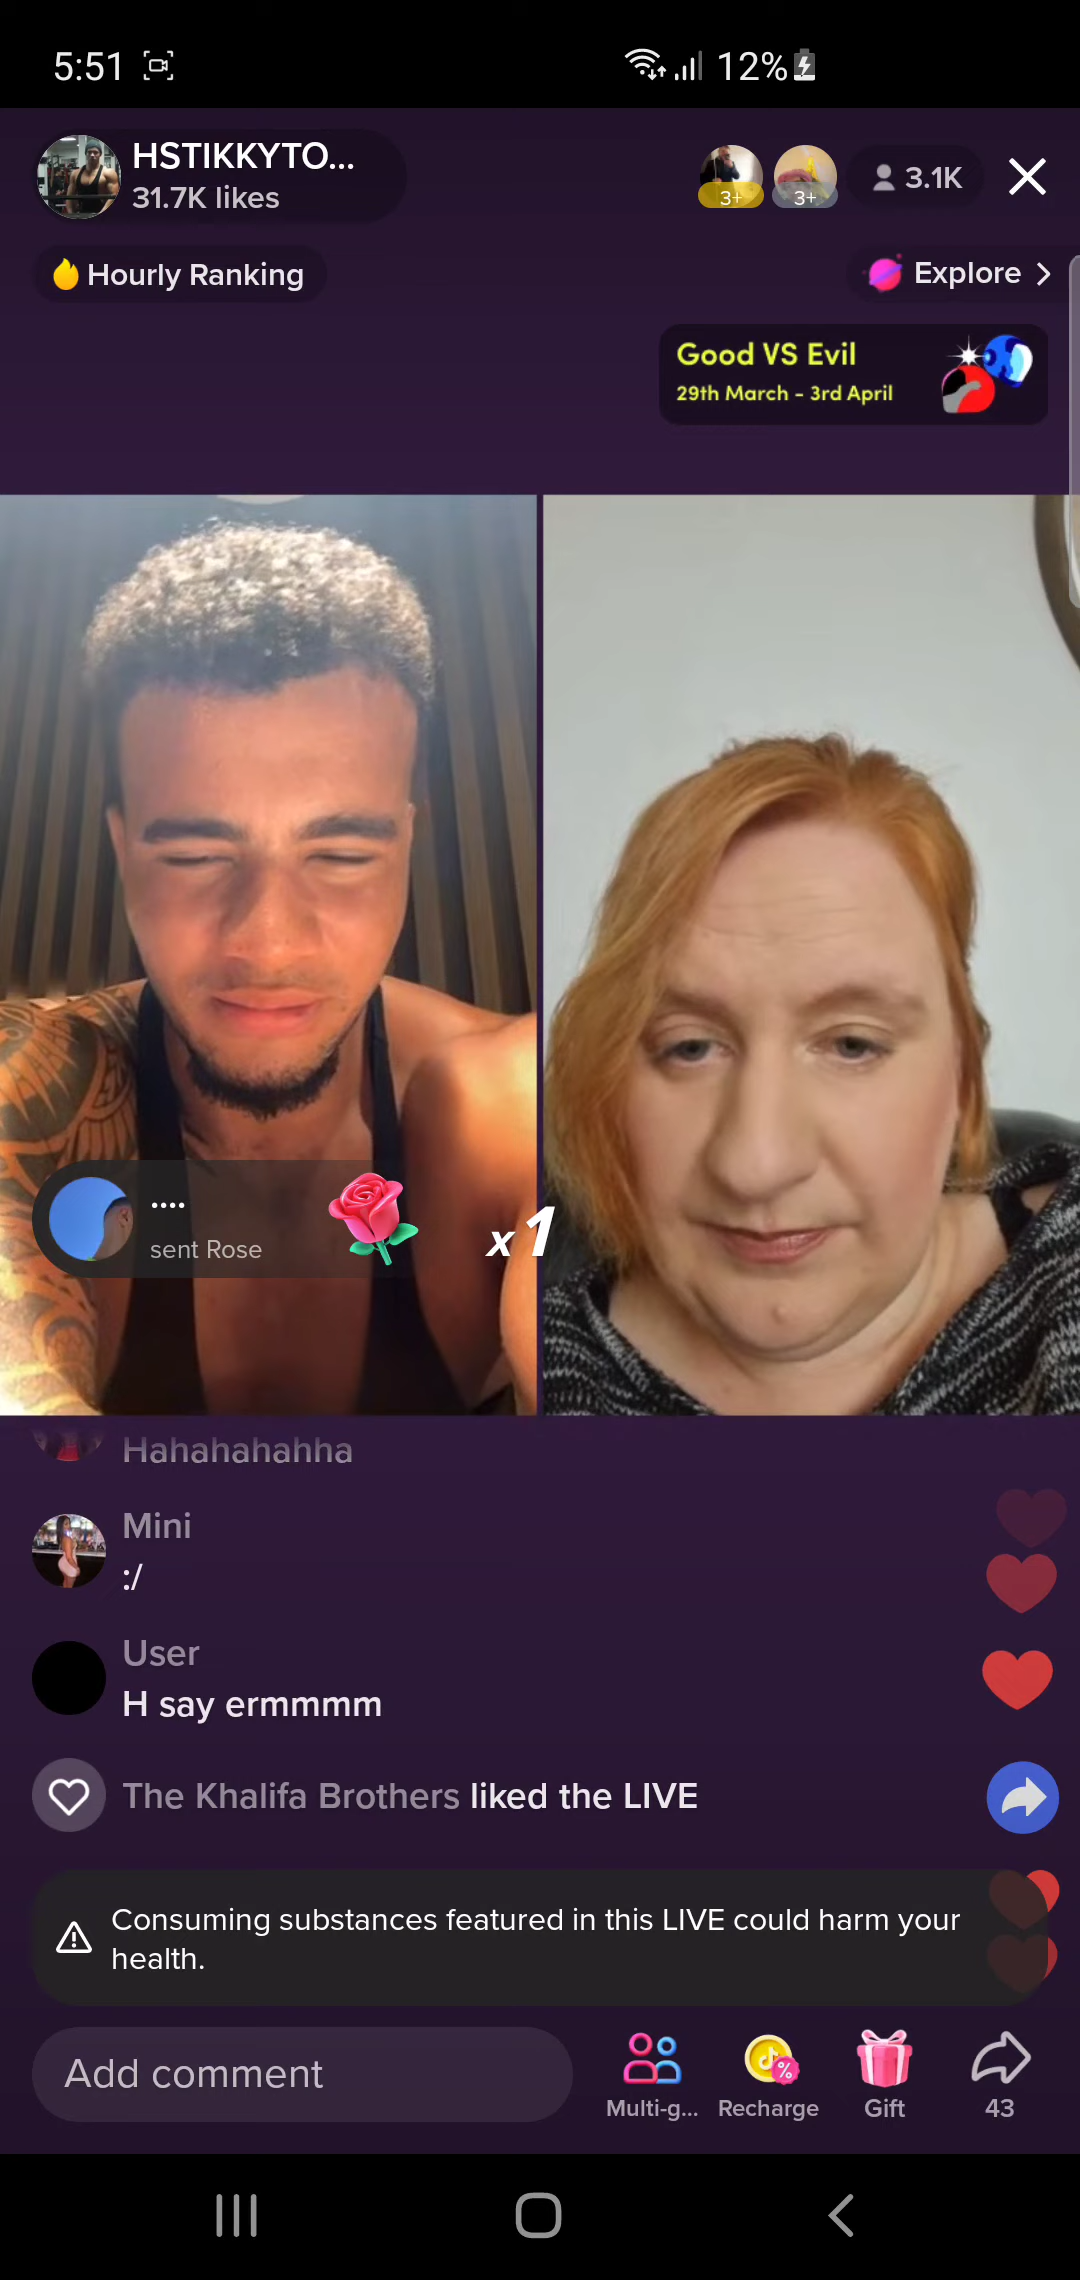 5:51
12%
HSTIKKYTO...
31.7K likes
3+
3+
3.1K
Hourly Ranking
Explore
Good VS Evil
29th March - 3rd April
....
sent Rose
x1
Hahahahahha
Mini
:/
User
H say ermmmm
The Khalifa Brothers liked the LIVE
Consuming substances featured in this LIVE could harm your
health.
Add comment
Multi-g...
Recharge
Gift
43